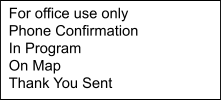 For office use only
Phone Confirmation
In Program
On Map
Thank You Sent